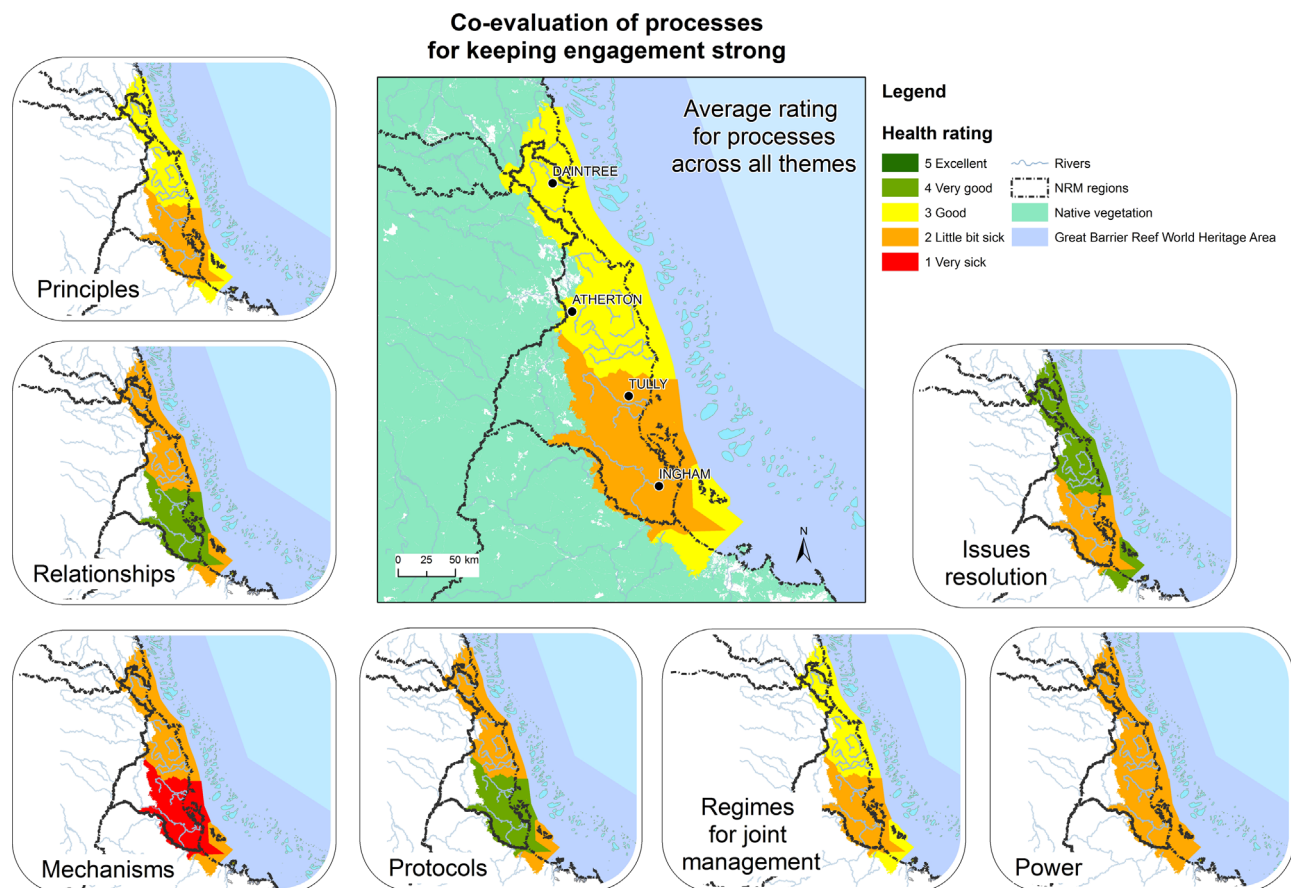 Co-evaluation of processes
for keeping engagement strong
Principles
Average rating
for processes
across all themes
DAINTREE
ATHERTON
TULLY
INGHAM
0 25 50 km
N
Legend
Health rating
5 Excellent
4 Very good
3 Good
2 Little bit sick
1 Very sick
Rivers
NRM regions
Native vegetation
Great Barrier Reef World Heritage Area
Relationships
Issues
resolution
Mechanisms
Protocols
Regimes
for joint
management
Power